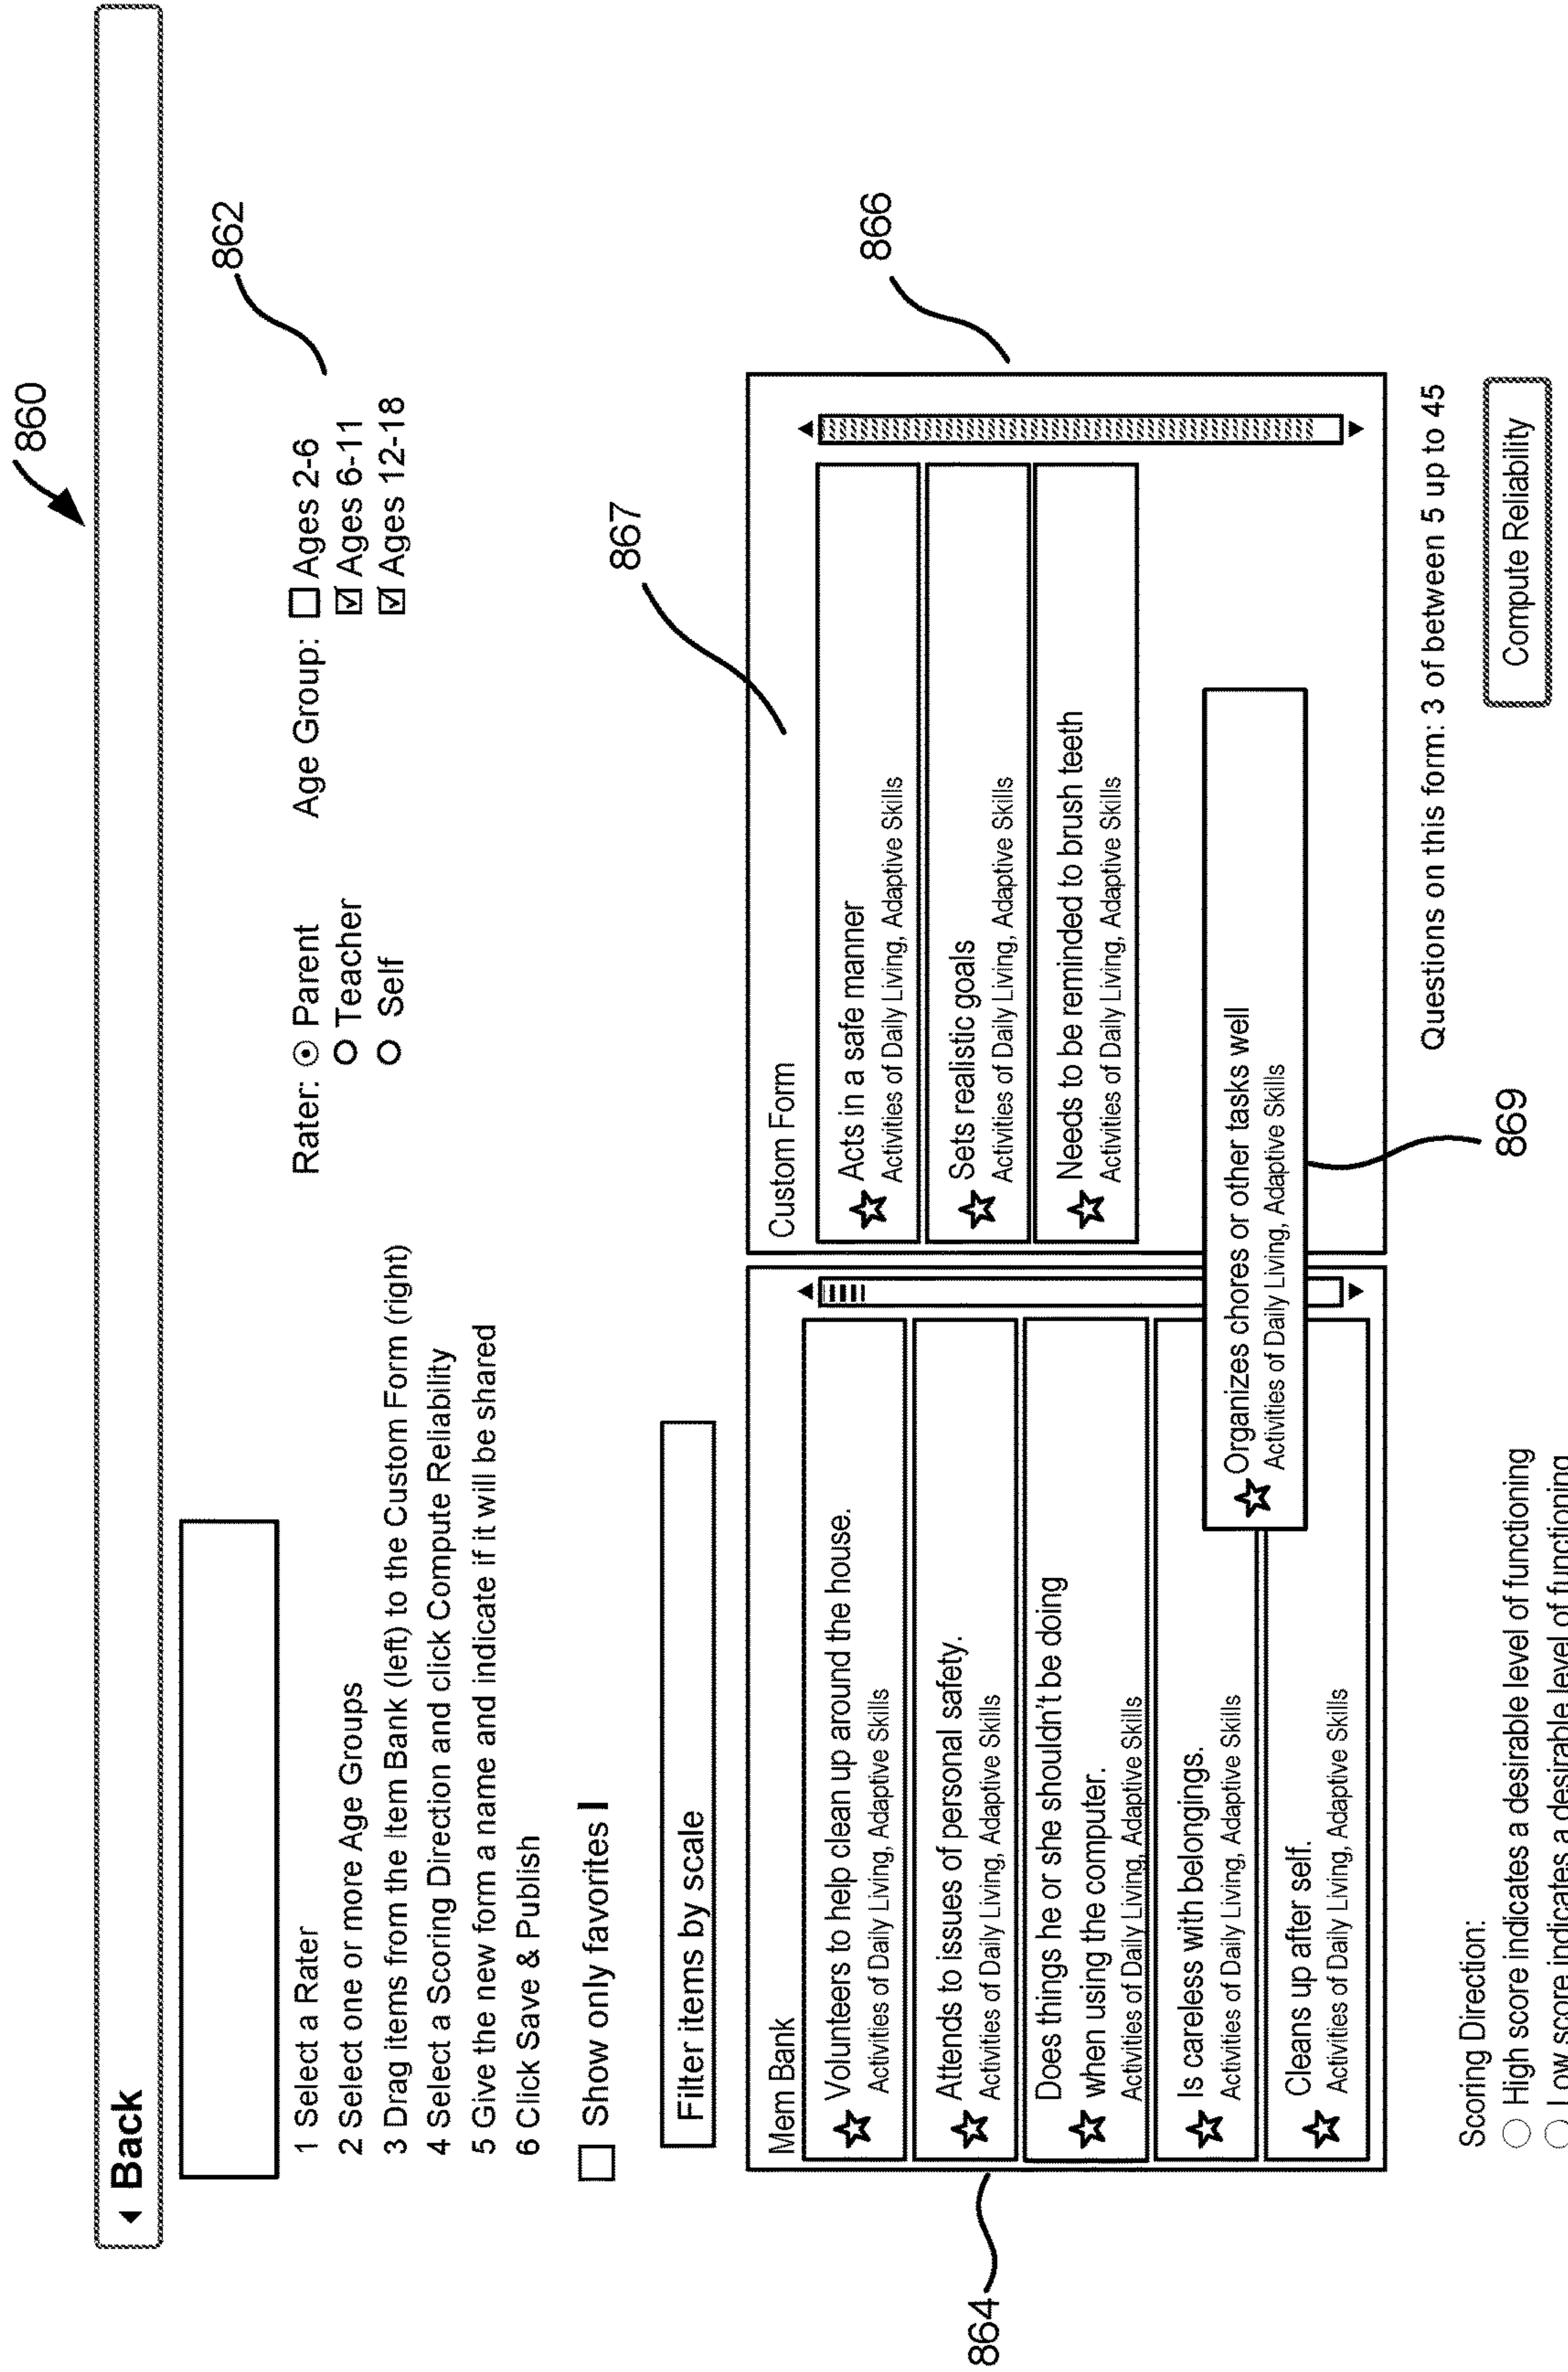 860
Back
862
Rater: Parent
Teacher
Self
Age Group: Ages 2-6
Ages 6-11
Ages 12-18
1 Select a Rater
2 Select one or more Age Groups
3 Drag items from the Item Bank (left) to the Custom Form (right)
4 Select a Scoring Direction and click Compute Reliability
5 Give the new form a name and indicate if it will be shared
6 Click Save & Publish
Show only favorites
Filter items by scale
867
864
Mem Bank
Volunteers to help clean up around the house.
Activities of Daily Living, Adaptive Skills
Attends to issues of personal safety.
Activities of Daily Living, Adaptive Skills
Does things he or she shouldn't be doing
when using the computer.
Activities of Daily Living, Adaptive Skills
Is careless with belongings.
Activities of Daily Living, Adaptive Skills
Cleans up after self.
Activities of Daily Living, Adaptive Skills
866
Custom Form
Acts in a safe manner
Activities of Daily Living, Adaptive Skills
Sets realistic goals
Activities of Daily Living, Adaptive Skills
Needs to be reminded to brush teeth
Activities of Daily Living, Adaptive Skills
Organizes chores or other tasks well
Activities of Daily Living, Adaptive Skills
869
Questions on this form: 3 of between 5 up to 45
Compute Reliability
Scoring Direction:
High score indicates a desirable level of functioning
Low score indicates a desirable level of functioning